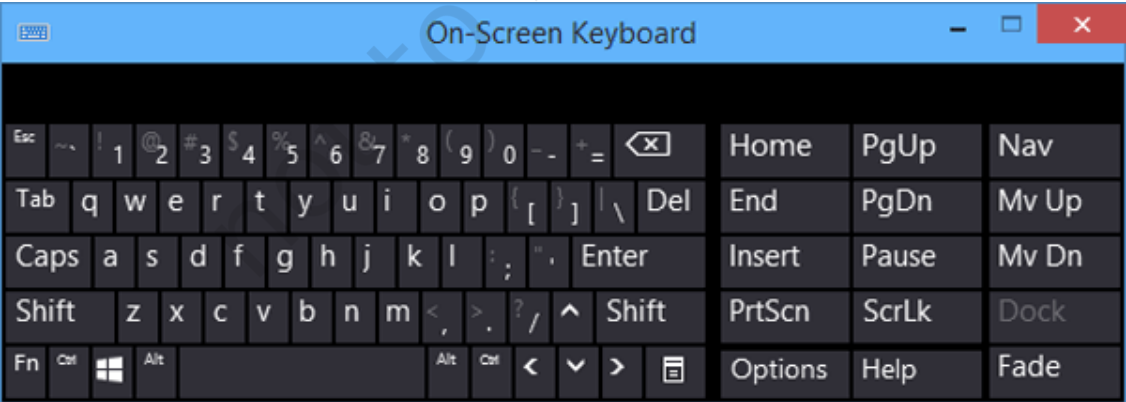 On-Screen Keyboard
Esc ~ ` ! 1 @ 2 # 3 $ 4 % 5 ^ 6 & 7 * 8 ( 9 ) 0 _ - + = Home PgUp Nav
Tab q w e r t y u i o p { [ } ] | \ Del End PgDn Mv Up
Caps a s d f g h j k l : ; " ' Enter Insert Pause Mv Dn
Shift z x c v b n m < , > . ? / ^ Shift PrtScn ScrLk Dock
Fn Ctrl Alt Alt Ctrl Options Help Fade